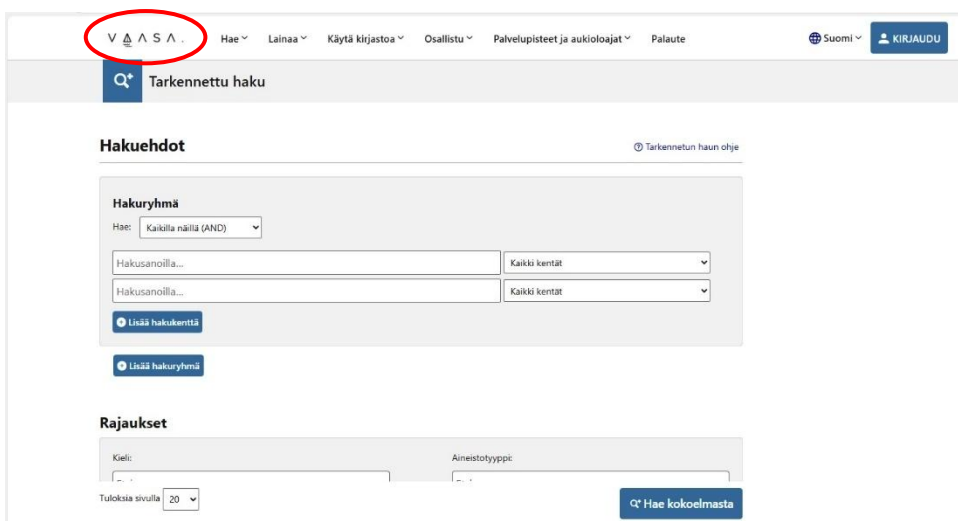 VAASA.
Hae Lainaa Käytä kirjastoa Osallistu Palvelupisteet ja aukioloajat Palaute Suomi KIRJAUDU
Tarkennettu haku
Hakuehdot
Tarkennetun haun ohje
Hakuryhmä
Hae: Kaikilla näillä (AND)
Hakusanoilla... Kaikki kentät
Hakusanoilla... Kaikki kentät
Lisää hakukenttä
Lisää hakuryhmä
Rajaukset
Kieli: Aineistotyyppi:
Tuloksia sivulla 20
Hae kokoelmasta